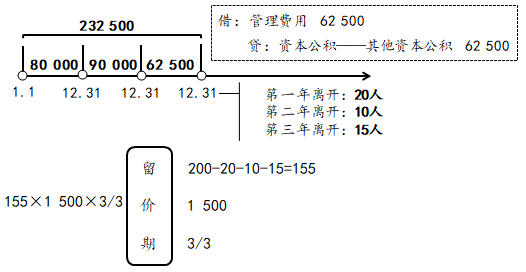 借：管理费用 62 500
贷：资本公积——其他资本公积 62 500
232 500
80 000 90 000 62 500
1.1 12.31 12.31 12.31
第一年离开：20人
第二年离开：10人
第三年离开：15人
留 200-20-10-15=155
155×1 500×3/3 价 1 500
期 3/3